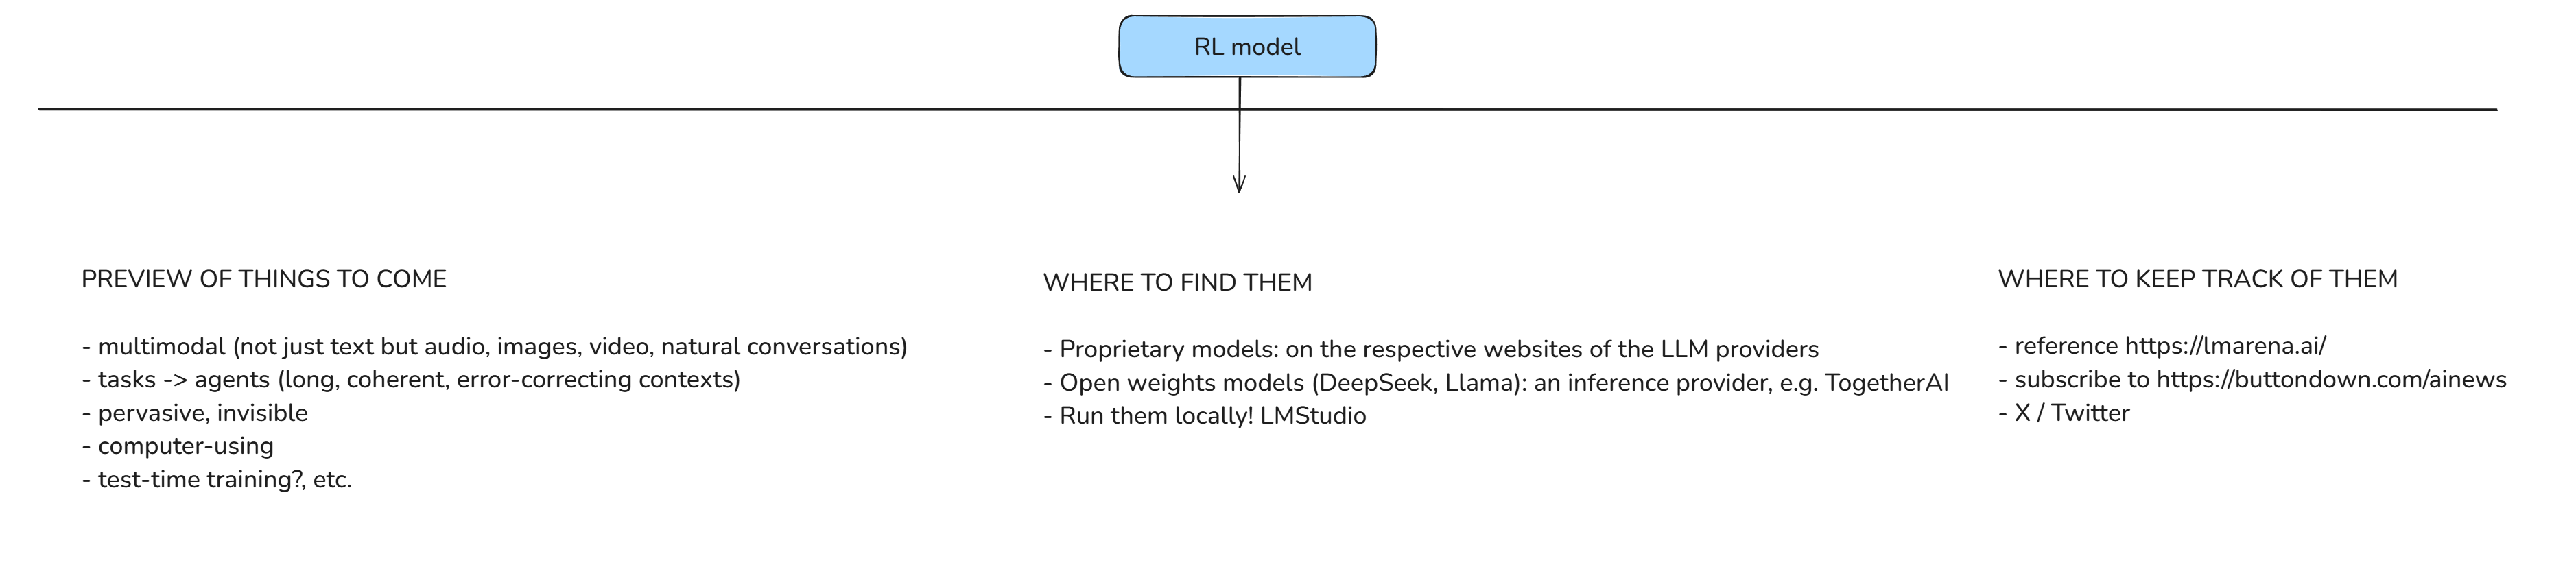 RL model
PREVIEW OF THINGS TO COME
- multimodal (not just text but audio, images, video, natural conversations)
- tasks -> agents (long, coherent, error-correcting contexts)
- pervasive, invisible
- computer-using
- test-time training?, etc.
WHERE TO FIND THEM
- Proprietary models: on the respective websites of the LLM providers
- Open weights models (DeepSeek, Llama): an inference provider, e.g. TogetherAI
- Run them locally! LMStudio
WHERE TO KEEP TRACK OF THEM
- reference https://lmarena.ai/
- subscribe to https://buttondown.com/ainews
- X / Twitter